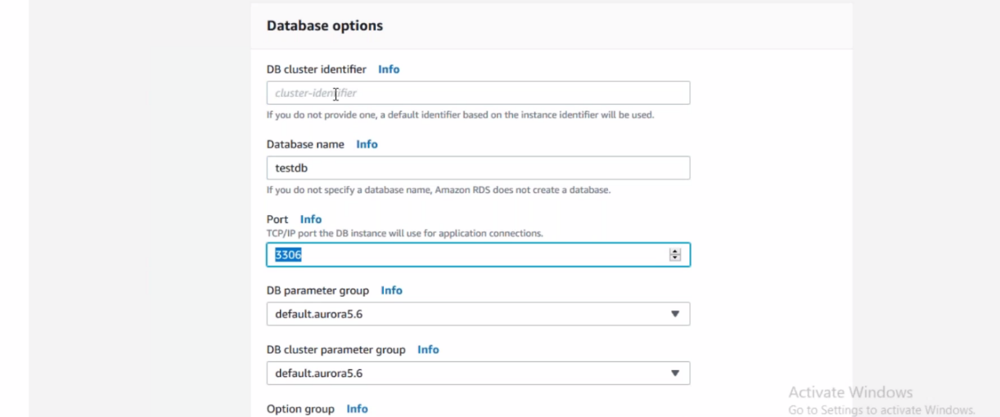 Database options
DB cluster identifier Info
cluster-identifier
If you do not provide one, a default identifier based on the instance identifier will be used.
Database name Info
testdb
If you do not specify a database name, Amazon RDS does not create a database.
Port Info
TCP/IP port the DB instance will use for application connections.
3306
DB parameter group Info
default.aurora5.6
DB cluster parameter group Info
default.aurora5.6
Option group Info
Activate Windows
Go to Settings to activate Windows.